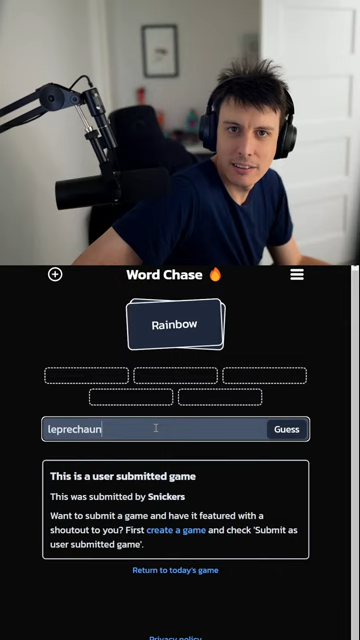 Word Chase 🔥
Rainbow
leprechaun
Guess
This is a user submitted game
This was submitted by Snickers
Want to submit a game and have it featured with a
shoutout to you? First create a game and check 'Submit as
user submitted game'.
Return to today's game
Privacy policy